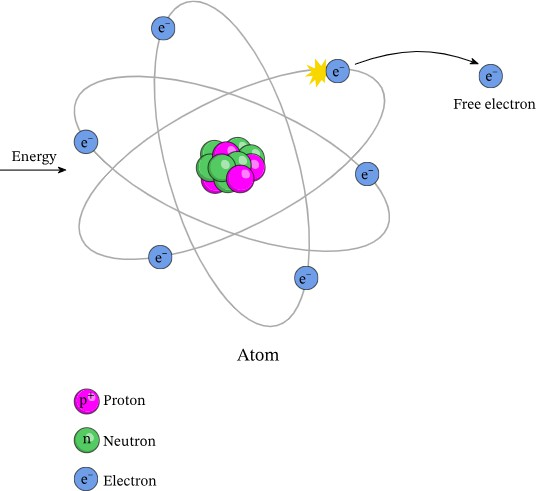 e⁻
e⁻
e⁻
Free electron
e⁻
Energy
e⁻
e⁻
e⁻
Atom
p⁺ Proton
n Neutron
e⁻ Electron